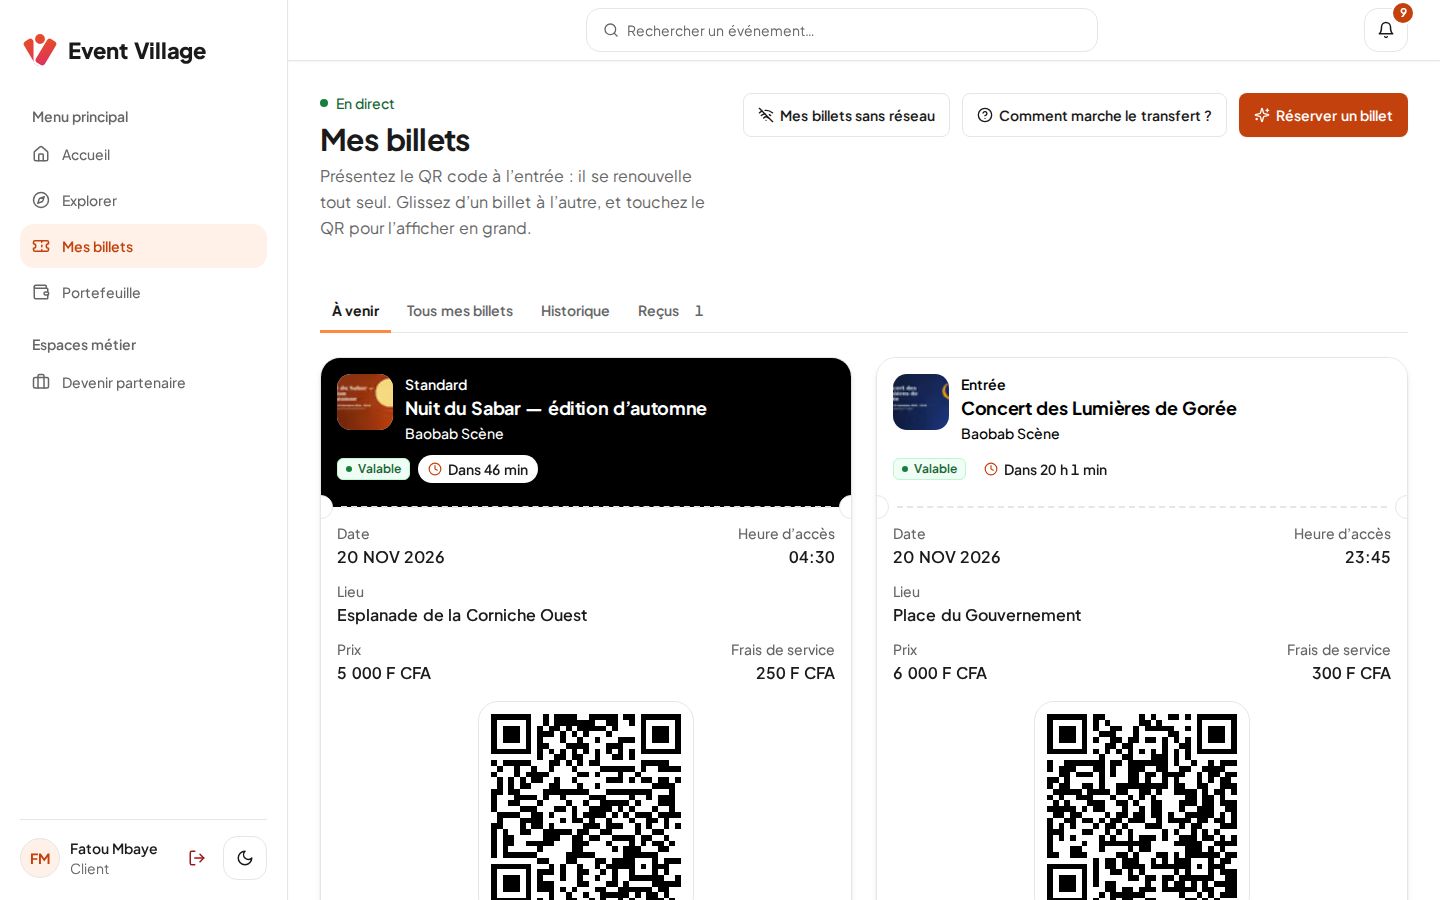 Event Village
Menu principal
Accueil
Explorer
Mes billets
Portefeuille
Espaces métier
Devenir partenaire
FM
Fatou Mbaye
Client
Rechercher un événement…
9
En direct
Mes billets
Présentez le QR code à l’entrée : il se renouvelle
tout seul. Glissez d’un billet à l’autre, et touchez le
QR pour l’afficher en grand.
Mes billets sans réseau
Comment marche le transfert ?
Réserver un billet
À venir
Tous mes billets
Historique
Reçus 1
Standard
Nuit du Sabar — édition d’automne
Baobab Scène
Valable
Dans 46 min
Date
Heure d’accès
20 NOV 2026
04:30
Lieu
Esplanade de la Corniche Ouest
Prix
Frais de service
5 000 F CFA
250 F CFA
Entrée
Concert des Lumières de Gorée
Baobab Scène
Valable
Dans 20 h 1 min
Date
Heure d’accès
20 NOV 2026
23:45
Lieu
Place du Gouvernement
Prix
Frais de service
6 000 F CFA
300 F CFA